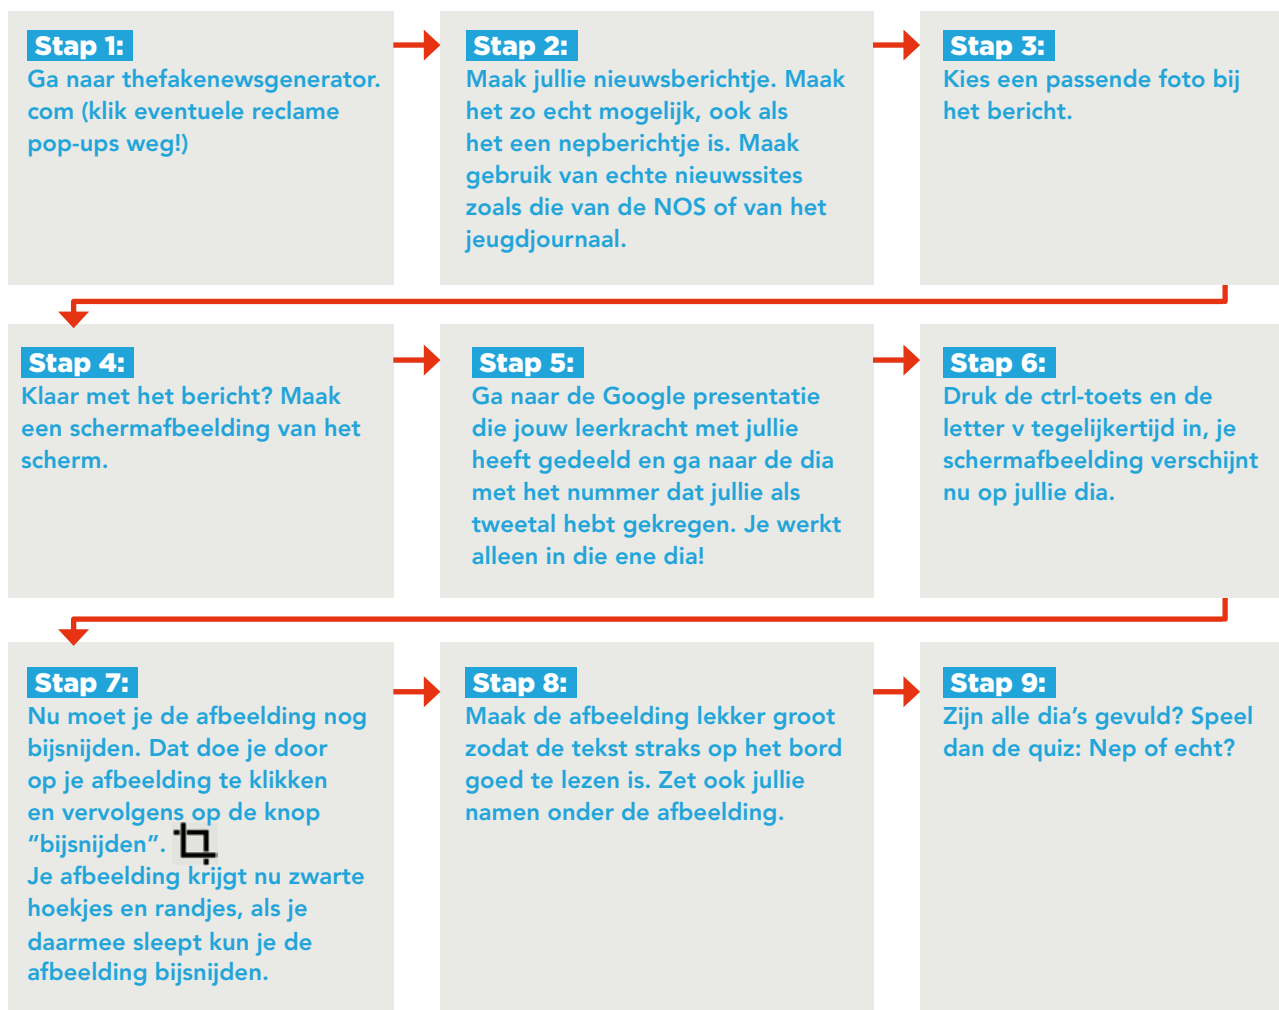 Stap 1:
Ga naar thefakenewsgenerator.
com (klik eventuele reclame
pop-ups weg!)
Stap 2:
Maak jullie nieuwsberichtje. Maak
het zo echt mogelijk, ook als
het een nepberichtje is. Maak
gebruik van echte nieuwssites
zoals die van de NOS of van het
jeugdjournaal.
Stap 3:
Kies een passende foto bij
het bericht.
Stap 4:
Klaar met het bericht? Maak
een schermafbeelding van het
scherm.
Stap 5:
Ga naar de Google presentatie
die jouw leerkracht met jullie
heeft gedeeld en ga naar de dia
met het nummer dat jullie als
tweetal hebt gekregen. Je werkt
alleen in die ene dia!
Stap 6:
Druk de ctrl-toets en de
letter v tegelijkertijd in, je
schermafbeelding verschijnt
nu op jullie dia.
Stap 7:
Nu moet je de afbeelding nog
bijsnijden. Dat doe je door
op je afbeelding te klikken
en vervolgens op de knop
“bijsnijden”.
Je afbeelding krijgt nu zwarte
hoekjes en randjes, als je
daarmee sleept kun je de
afbeelding bijsnijden.
Stap 8:
Maak de afbeelding lekker groot
zodat de tekst straks op het bord
goed te lezen is. Zet ook jullie
namen onder de afbeelding.
Stap 9:
Zijn alle dia’s gevuld? Speel
dan de quiz: Nep of echt?